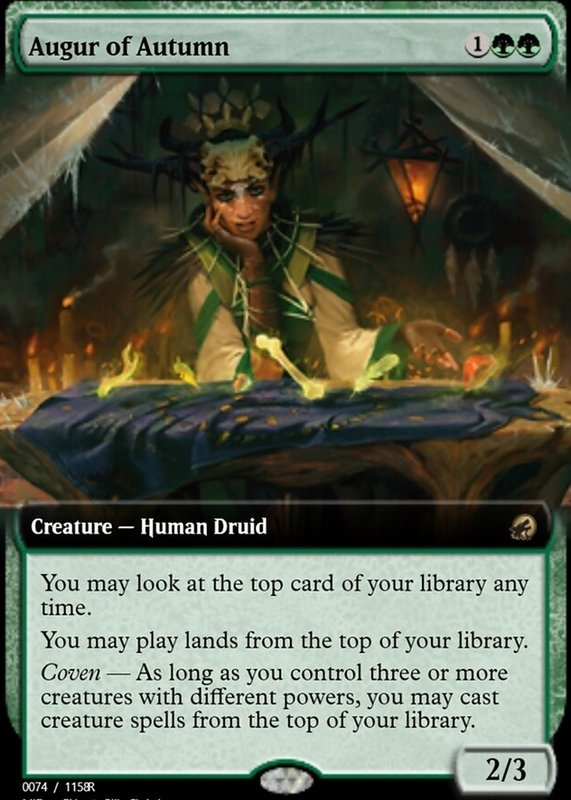 Augur of Autumn
1
Creature — Human Druid
You may look at the top card of your library any
time.
You may play lands from the top of your library.
Coven — As long as you control three or more
creatures with different powers, you may cast
creature spells from the top of your library.
2/3
0074 / 1158R